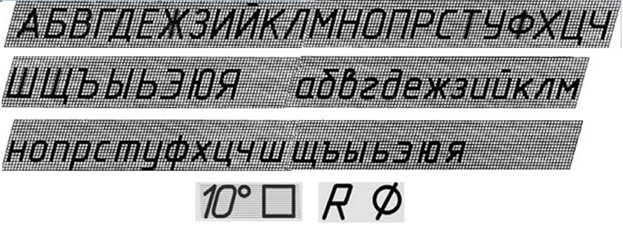 АБВГДЕЖЗИЙКЛМНОПРСТУФХЦЧ
ШЩЪЫЬЭЮЯ абвгдежзийклм
нопрстуфхцчшщъыьэюя
10° □ R Ø